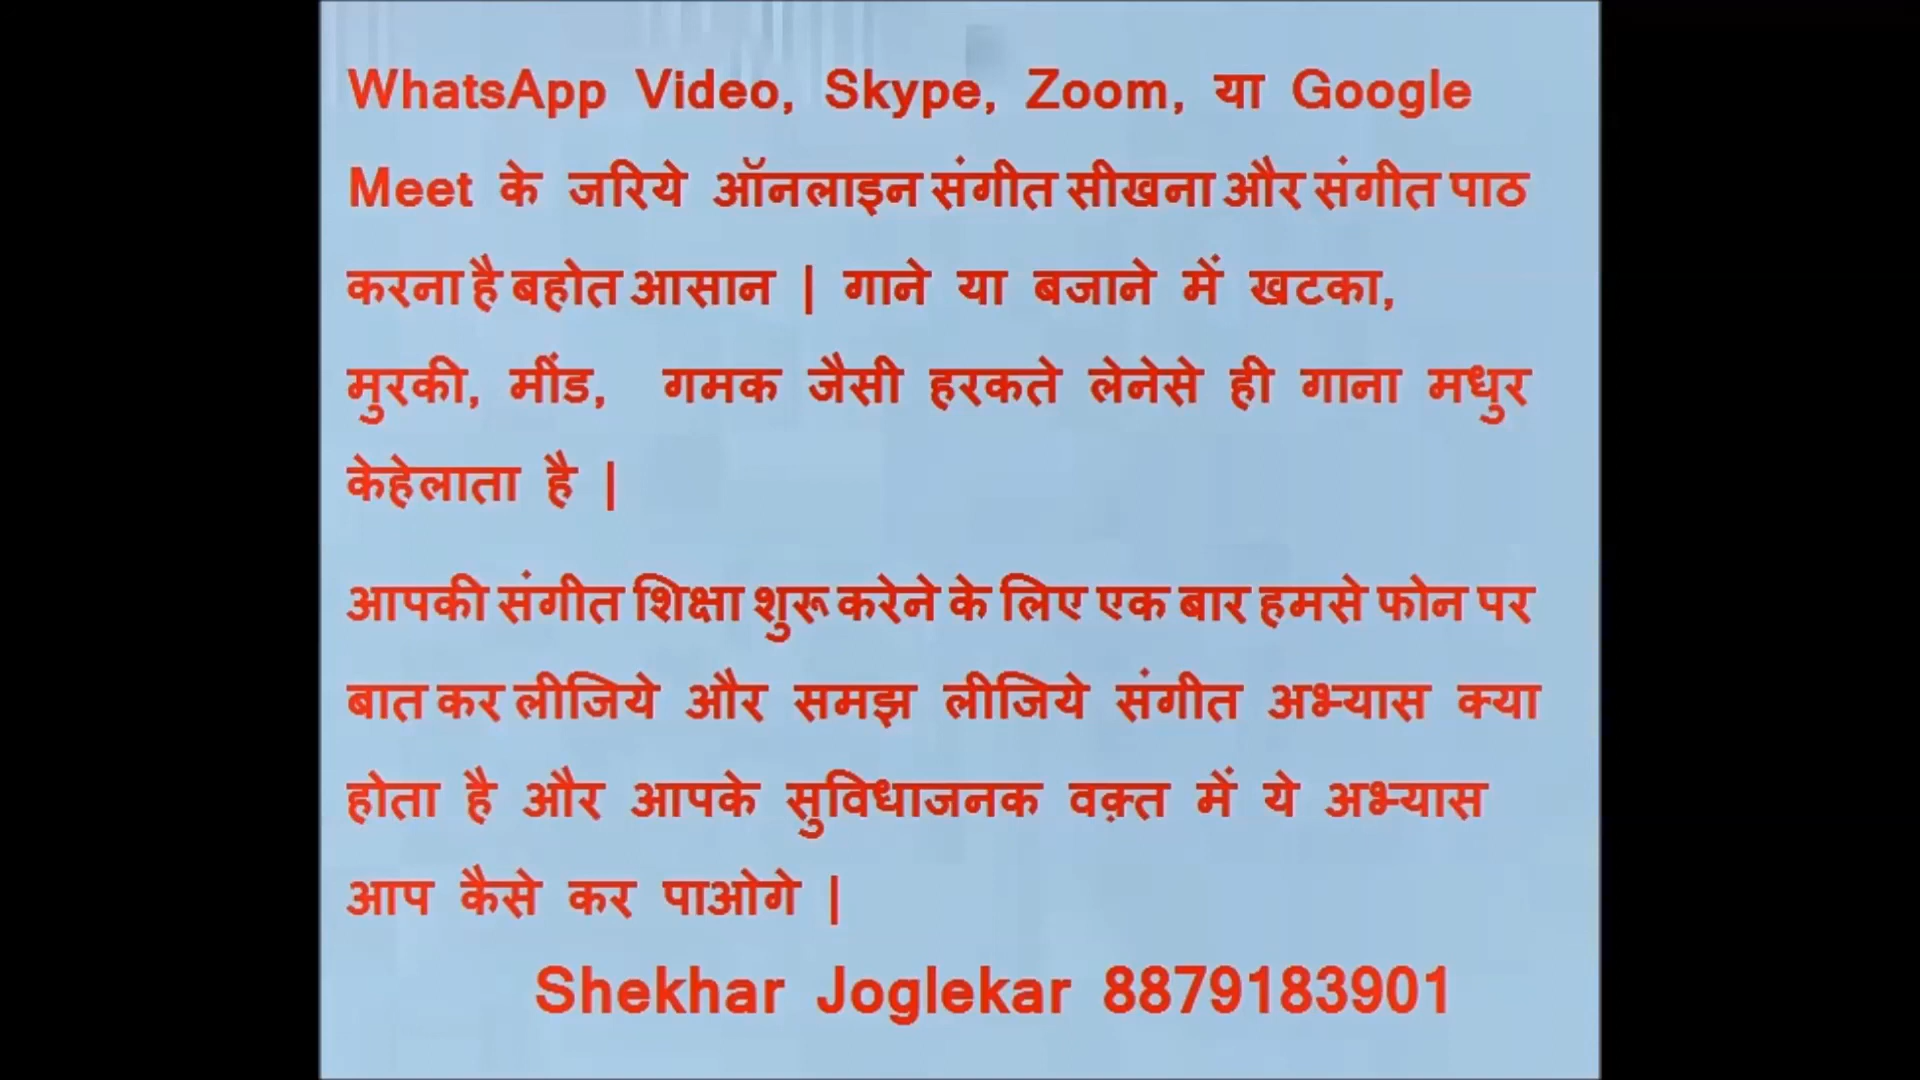 WhatsApp Video, Skype, Zoom, या Google
Meet के जरिये ऑनलाइन संगीत सीखना और संगीत पाठ
करना है बहोत आसान | गाने या बजाने में खटका,
मुरकी, मींड, गमक जैसी हरकते लेनेसे ही गाना मधुर
केहेलाता है |
आपकी संगीत शिक्षा शुरू करेने के लिए एक बार हमसे फोन पर
बात कर लीजिये और समझ लीजिये संगीत अभ्यास क्या
होता है और आपके सुविधाजनक वक़्त में ये अभ्यास
आप कैसे कर पाओगे |
Shekhar Joglekar 8879183901